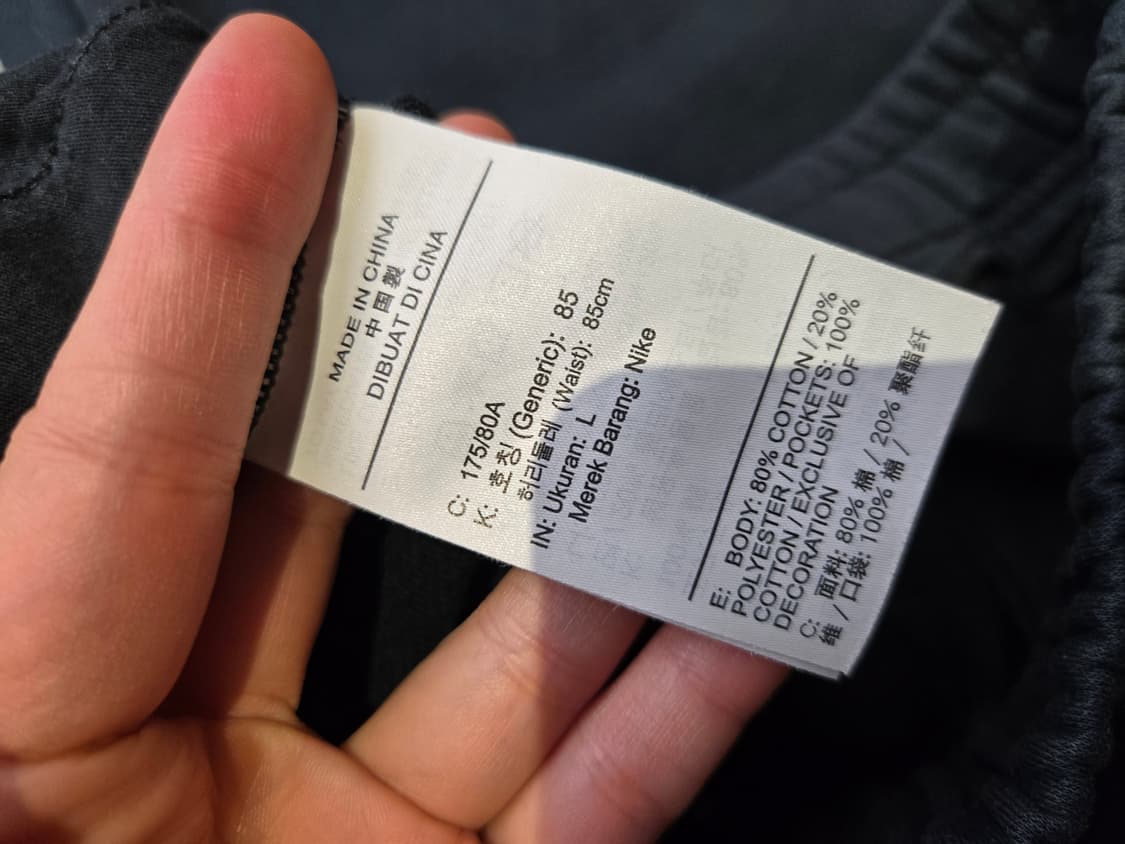 MADE IN CHINA
中国製
DIBUAT DI CINA
C: 175/80A
K: 호칭 (Generic): 85
허리둘레 (Waist): 85cm
IN: Ukuran: L
Merek Barang: Nike
E: BODY: 80% COTTON / 20%
POLYESTER / POCKETS: 100%
COTTON / EXCLUSIVE OF
DECORATION
C: 面料: 80% 棉 / 20% 聚酯纤
维 / 口袋: 100% 棉 /